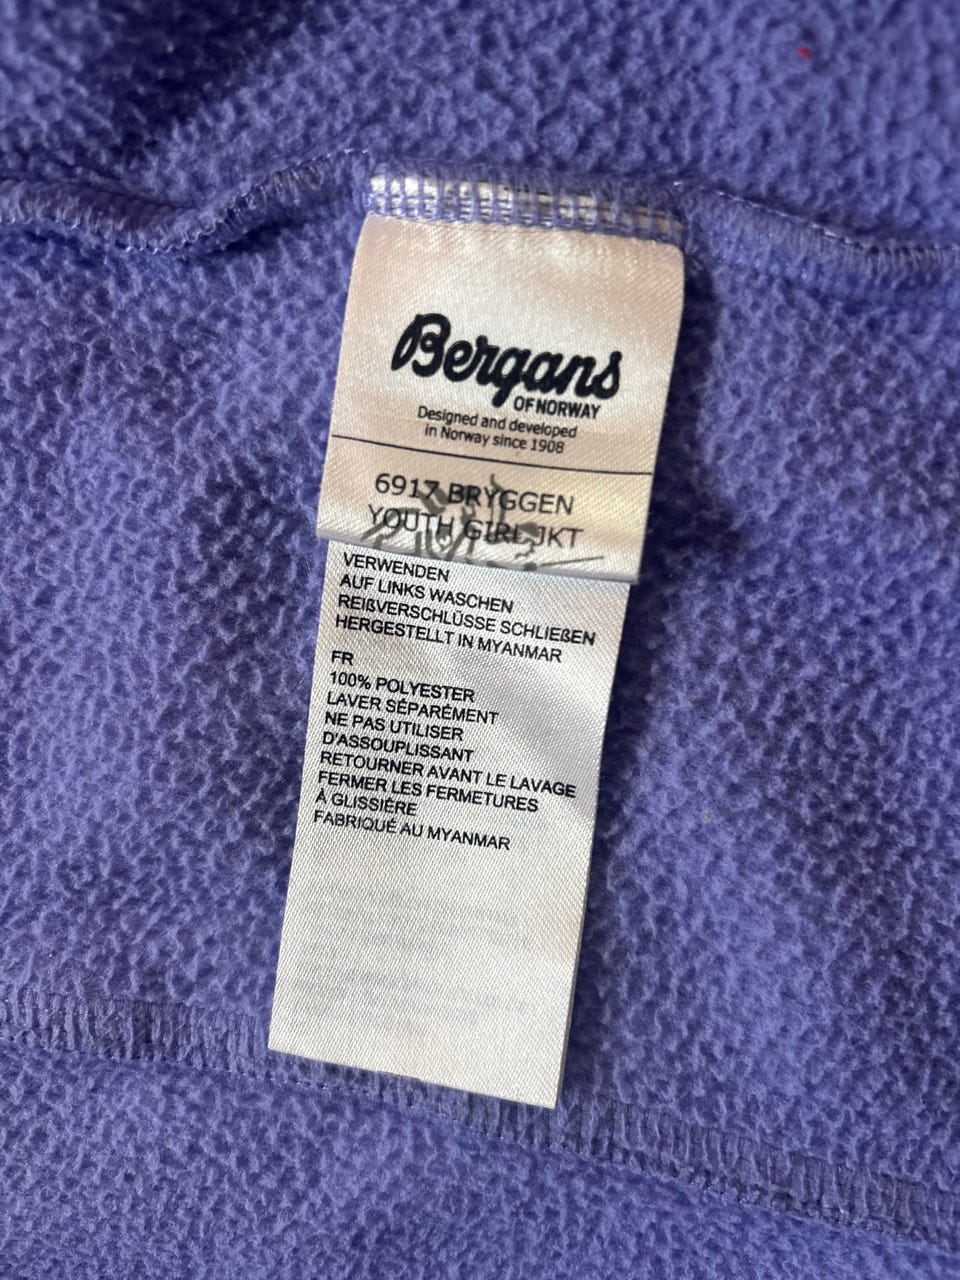 Bergans
OF NORWAY
Designed and developed
in Norway since 1908
6917 BRYGGEN
YOUTH GIRL JKT
VERWENDEN
AUF LINKS WASCHEN
REIßVERSCHLÜSSE SCHLIEßEN
HERGESTELLT IN MYANMAR
FR
100% POLYESTER
LAVER SÉPARÉMENT
NE PAS UTILISER
D'ASSOUPLISSANT
RETOURNER AVANT LE LAVAGE
FERMER LES FERMETURES
À GLISSIÈRE
FABRIQUÉ AU MYANMAR